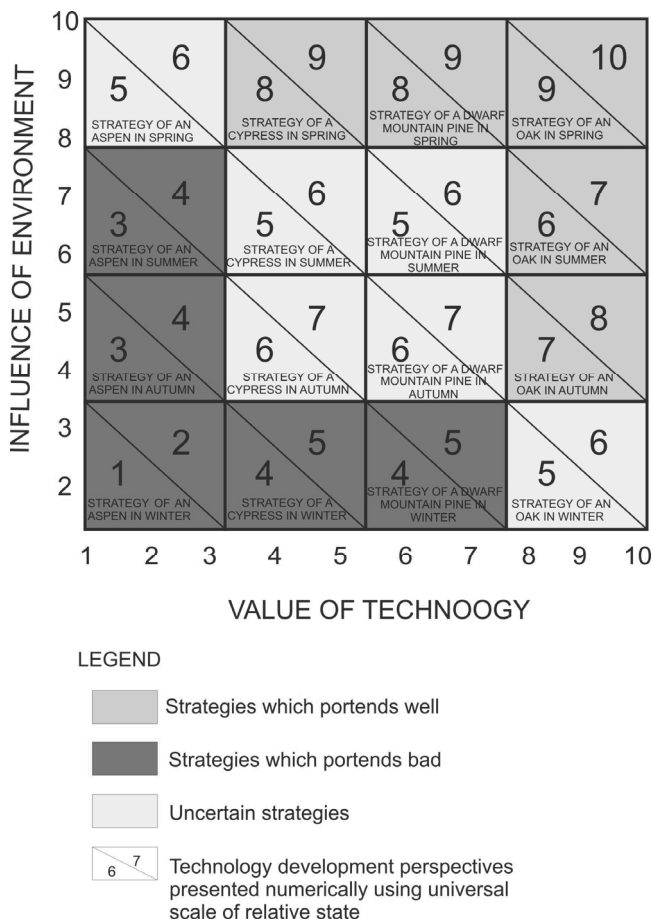 INFLUENCE OF ENVIRONMENT
10
9
8
7
6
5
4
3
2
5 6
STRATEGY OF AN
ASPEN IN SPRING
8 9
STRATEGY OF A
CYPRESS IN SPRING
8 9
STRATEGY OF A DWARF
MOUNTAIN PINE IN
SPRING
9 10
STRATEGY OF AN
OAK IN SPRING
3 4
STRATEGY OF AN
ASPEN IN SUMMER
5 6
STRATEGY OF A
CYPRESS IN SUMMER
5 6
STRATEGY OF A DWARF
MOUNTAIN PINE IN
SUMMER
6 7
STRATEGY OF AN
OAK IN SUMMER
3 4
STRATEGY OF AN
ASPEN IN AUTUMN
6 7
STRATEGY OF A
CYPRESS IN AUTUMN
6 7
STRATEGY OF A DWARF
MOUNTAIN PINE IN
AUTUMN
7 8
STRATEGY OF AN
OAK IN AUTUMN
1 2
STRATEGY OF AN
ASPEN IN WINTER
4 5
STRATEGY OF A
CYPRESS IN WINTER
4 5
STRATEGY OF A DWARF
MOUNTAIN PINE IN
WINTER
5 6
STRATEGY OF AN
OAK IN WINTER
1 2 3 4 5 6 7 8 9 10
VALUE OF TECHNOOGY
LEGEND
Strategies which portends well
Strategies which portends bad
Uncertain strategies
6 7
Technology development perspectives
presented numerically using universal
scale of relative state